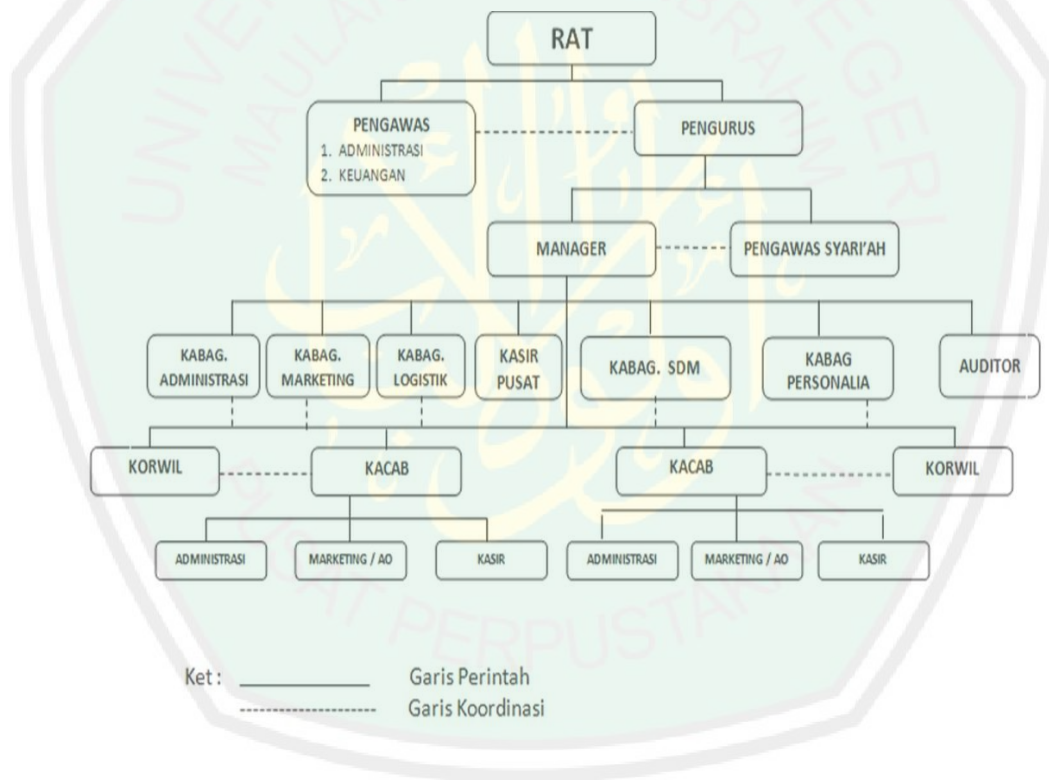 RAT
PENGAWAS
1. ADMINISTRASI
2. KEUANGAN
PENGURUS
MANAGER
PENGAWAS SYARI'AH
KABAG.
ADMINISTRASI
KABAG.
MARKETING
KABAG.
LOGISTIK
KASIR
PUSAT
KABAG. SDM
KABAG
PERSONALIA
AUDITOR
KORWIL
KACAB
KACAB
KORWIL
ADMINISTRASI
MARKETING / AO
KASIR
ADMINISTRASI
MARKETING / AO
KASIR
Ket :
Garis Perintah
Garis Koordinasi
PUSAT PERPUSTAKAAN